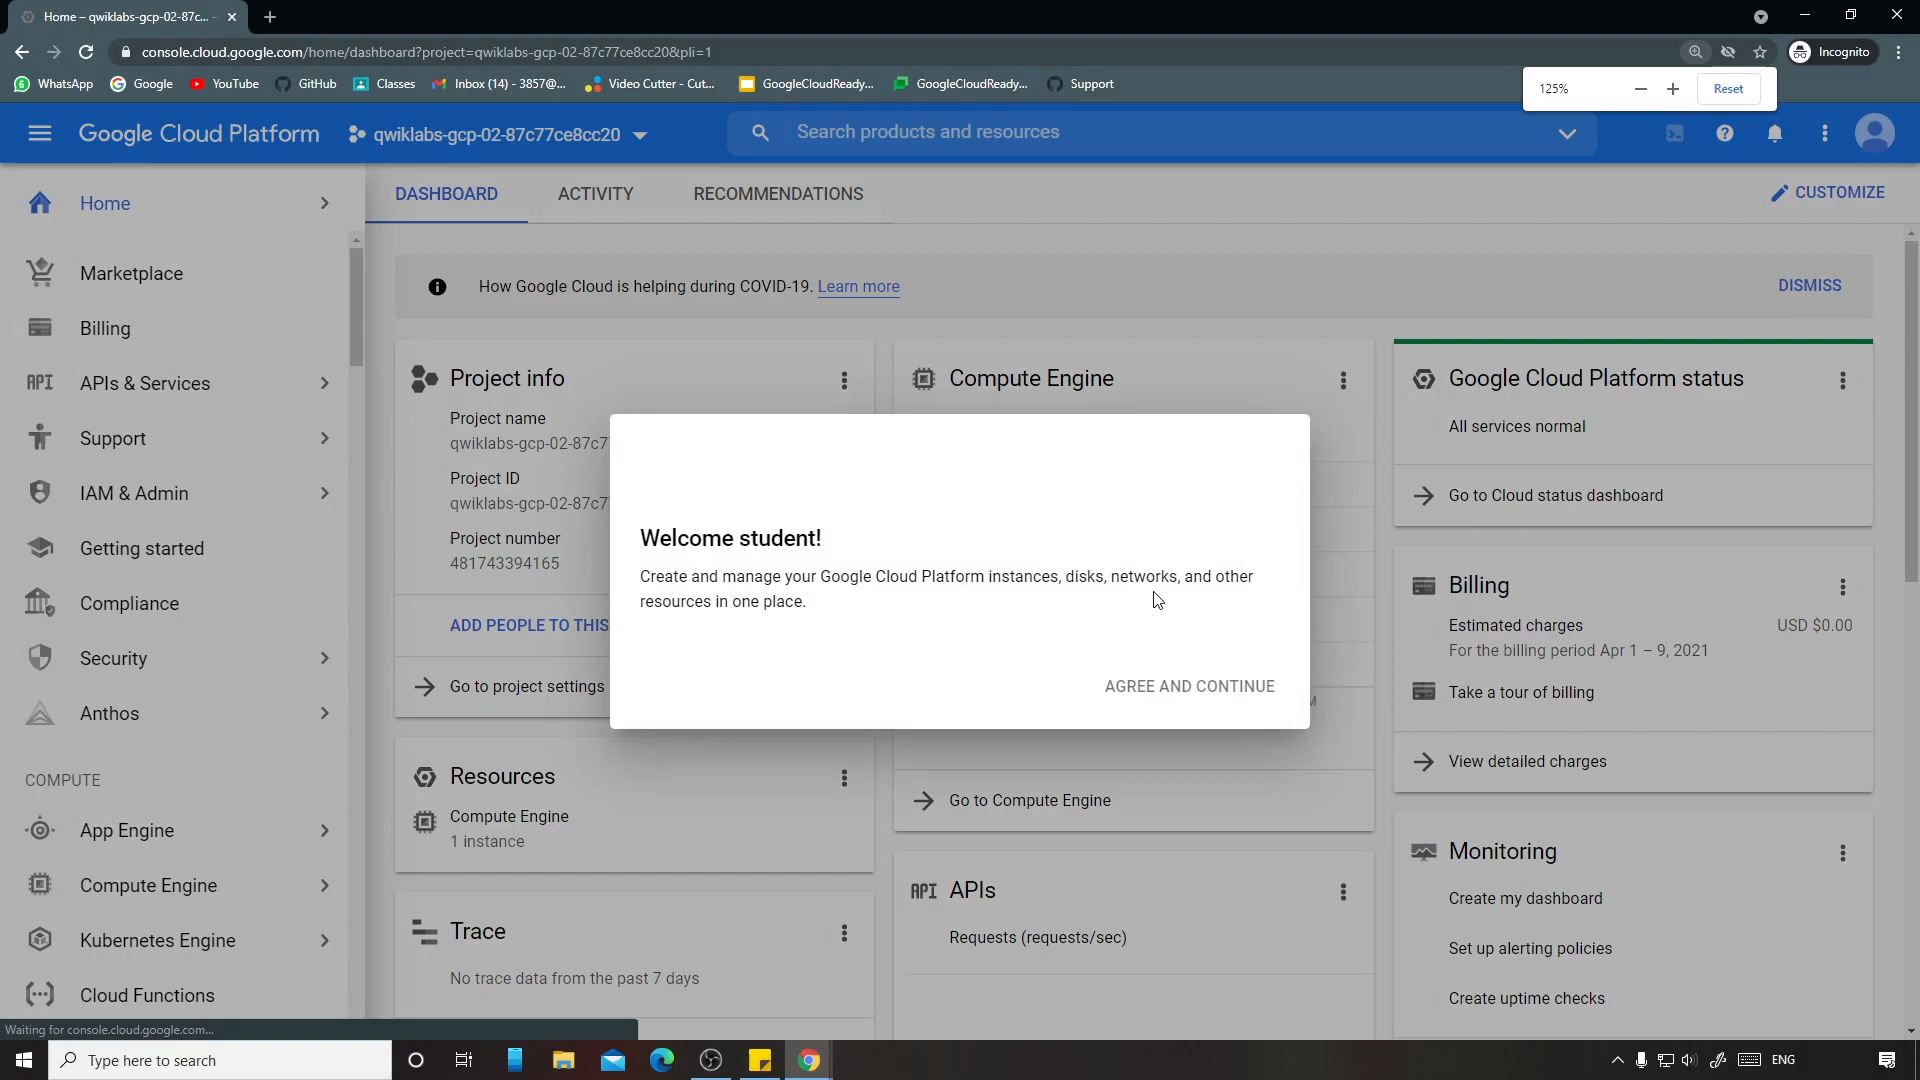 Home – qwiklabs-gcp-02-87c...
console.cloud.google.com/home/dashboard?project=qwiklabs-gcp-02-87c77ce8cc20&pli=1
Incognito
WhatsApp
Google
YouTube
GitHub
Classes
Inbox (14) - 3857@...
Video Cutter - Cut...
GoogleCloudReady...
GoogleCloudReady...
Support
125%
Reset
Google Cloud Platform
qwiklabs-gcp-02-87c77ce8cc20
Search products and resources
Home
Marketplace
Billing
API
APIs & Services
Support
IAM & Admin
Getting started
Compliance
Security
Anthos
COMPUTE
App Engine
Compute Engine
Kubernetes Engine
Cloud Functions
DASHBOARD
ACTIVITY
RECOMMENDATIONS
CUSTOMIZE
How Google Cloud is helping during COVID-19. Learn more
DISMISS
Project info
Project name
qwiklabs-gcp-02-87c7
Project ID
qwiklabs-gcp-02-87c7
Project number
481743394165
ADD PEOPLE TO THIS
Go to project settings
Resources
Compute Engine
1 instance
Trace
No trace data from the past 7 days
Compute Engine
Welcome student!
Create and manage your Google Cloud Platform instances, disks, networks, and other
resources in one place.
AGREE AND CONTINUE
M
Go to Compute Engine
API
APIs
Requests (requests/sec)
Google Cloud Platform status
All services normal
Go to Cloud status dashboard
Billing
Estimated charges
USD $0.00
For the billing period Apr 1 – 9, 2021
Take a tour of billing
View detailed charges
Monitoring
Create my dashboard
Set up alerting policies
Create uptime checks
Waiting for console.cloud.google.com...
Type here to search
ENG